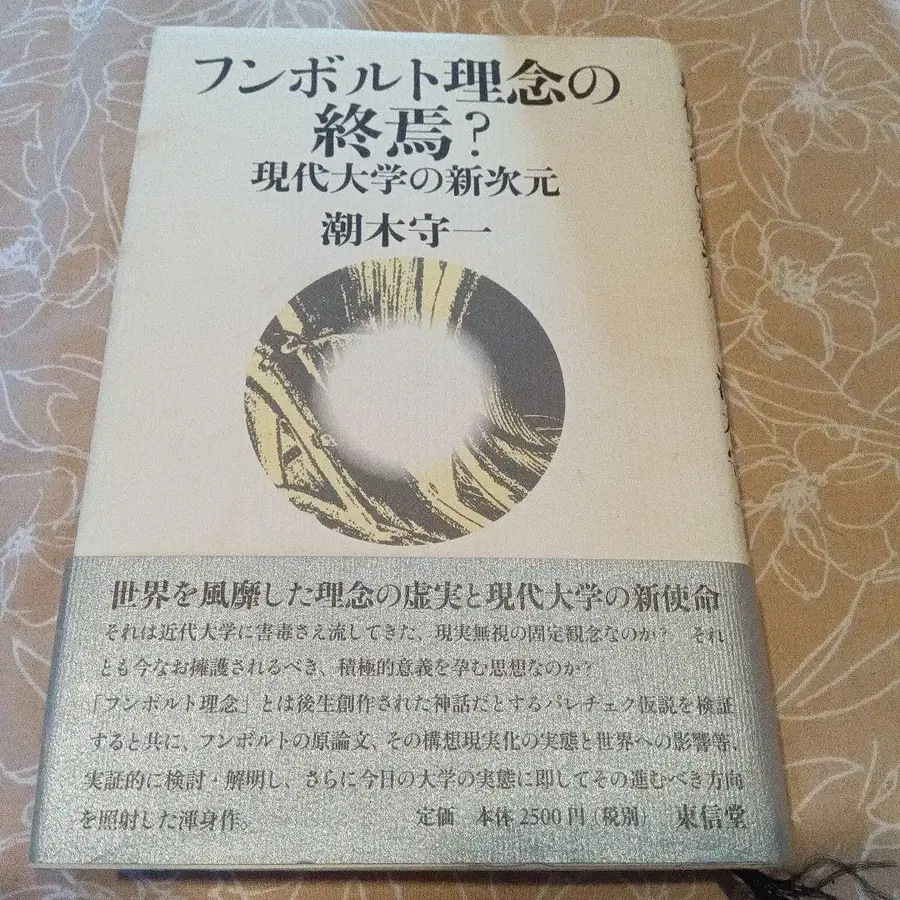 フンボルト理念の
終焉?
現代大学の新次元
潮木守一
世界を風靡した理念の虚実と現代大学の新使命
それは近代大学に害毒さえ流してきた、現実無視の固定観念なのか? それ
とも今なお擁護されるべき、積極的意義を孕む思想なのか?
「フンボルト理念」とは後生創作された神話だとするパレチェク仮説を検証
すると共に、フンボルトの原論文、その構想現実化の実態と世界への影響等、
実証的に検討・解明し、さらに今日の大学の実態に即してその進むべき方向
を照射した渾身作。 定価 本体2500円(税別) 東信堂